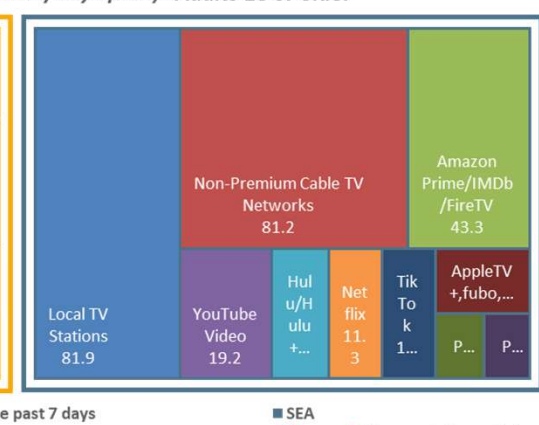 Non-Premium Cable TV
Networks
81.2
Amazon
Prime/IMDb
/FireTV
43.3
Local TV
Stations
81.9
YouTube
Video
19.2
Hul
u/H
ulu
+...
Net
flix
11.
3
Tik
To
k
1...
AppleTV
+,fubo,...
P...
P...
e past 7 days
SEA